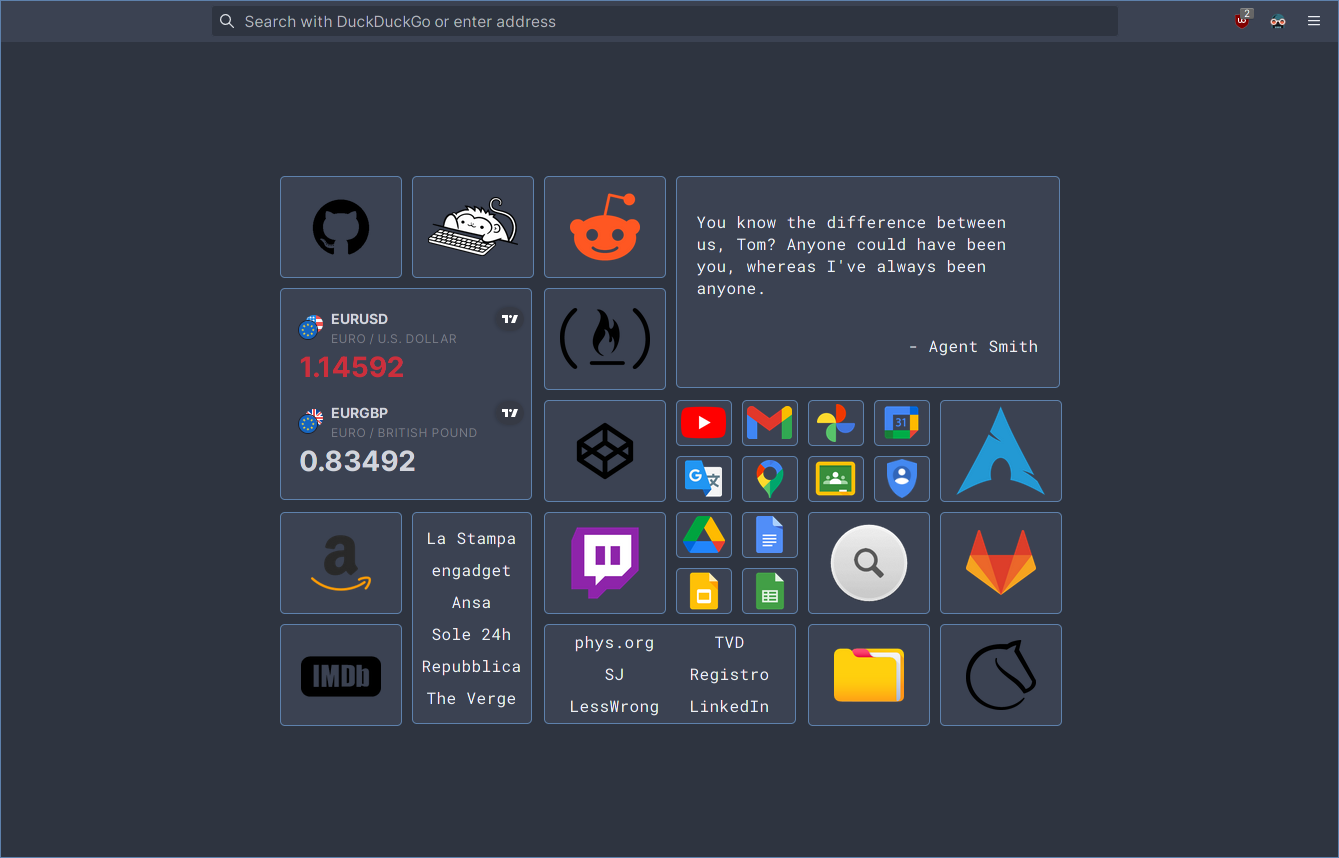 Search with DuckDuckGo or enter address
2
You know the difference between
us, Tom? Anyone could have been
you, whereas I've always been
anyone.
- Agent Smith
EURUSD
EURO / U.S. DOLLAR
1.14592
EURGBP
EURO / BRITISH POUND
0.83492
31
G
a
La Stampa
engadget
Ansa
Sole 24h
Repubblica
The Verge
IMDb
phys.org
TVD
SJ
Registro
LessWrong
LinkedIn